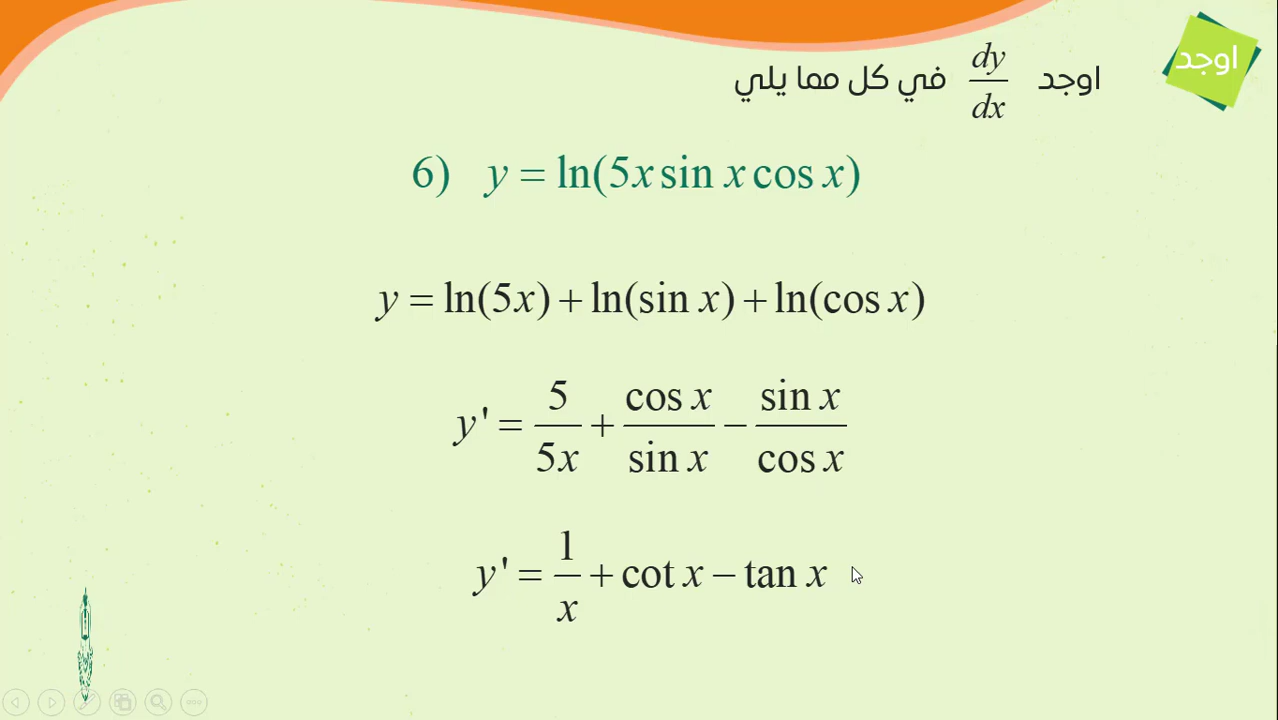 اوجد
اوجد dy/dx في كل مما يلي
6) y = ln(5x sin x cos x)
y = ln(5x) + ln(sin x) + ln(cos x)
y' = 5/5x + cos x/sin x − sin x/cos x
y' = 1/x + cot x − tan x